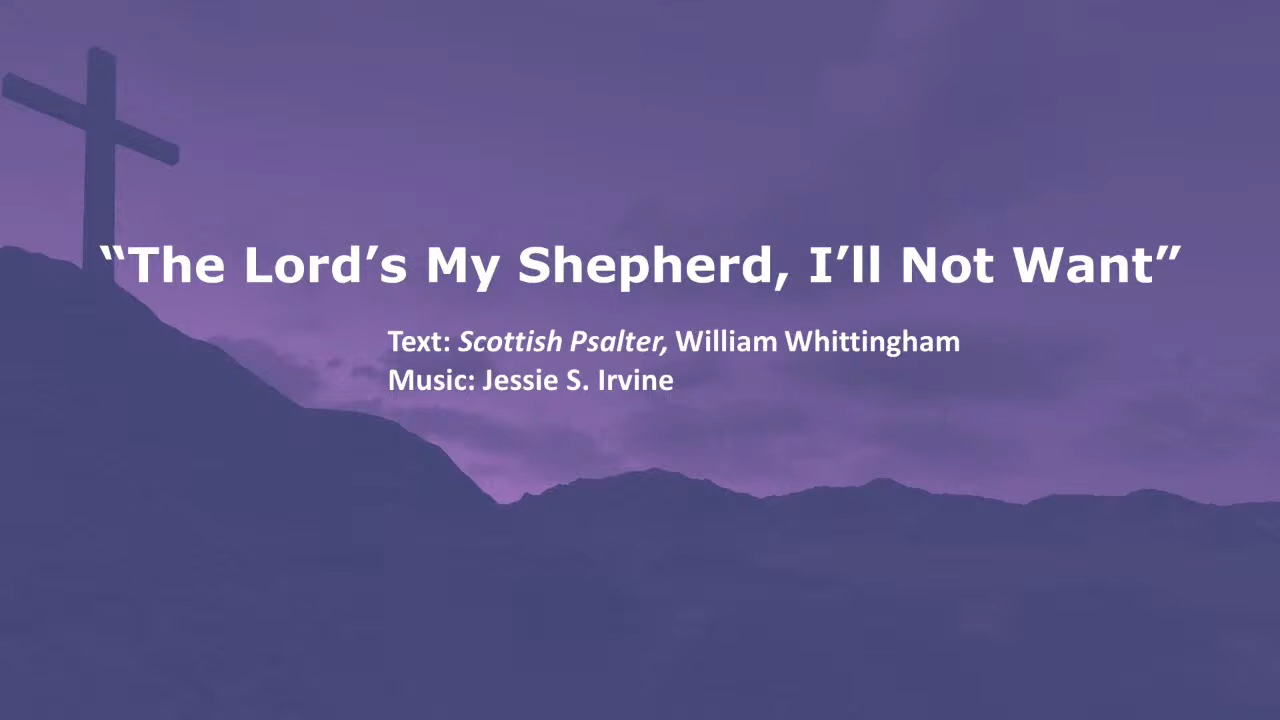 “The Lord’s My Shepherd, I’ll Not Want”
Text: Scottish Psalter, William Whittingham
Music: Jessie S. Irvine